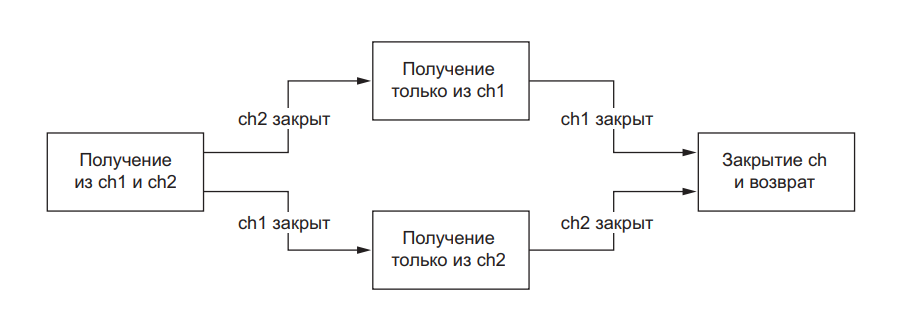 Получение
только из ch1
ch2 закрыт
ch1 закрыт
Получение
из ch1 и ch2
Закрытие ch
и возврат
ch1 закрыт
ch2 закрыт
Получение
только из ch2